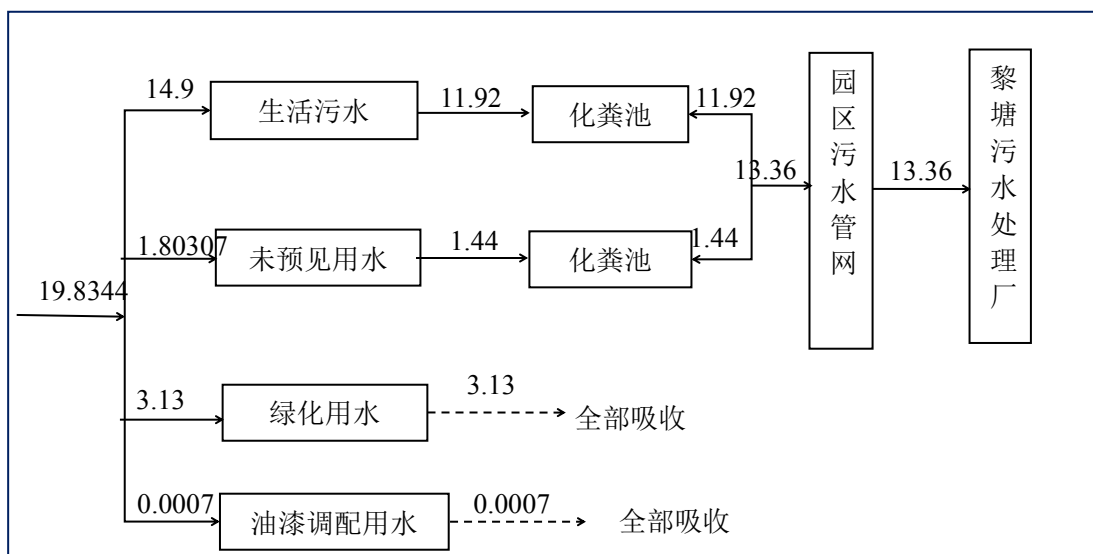 14.9
生活污水
11.92
化粪池
11.92
1.80307
未预见用水
1.44
化粪池
1.44
13.36
园区污水管网
13.36
黎塘污水处理厂
19.8344
3.13
绿化用水
3.13
全部吸收
0.0007
油漆调配用水
0.0007
全部吸收